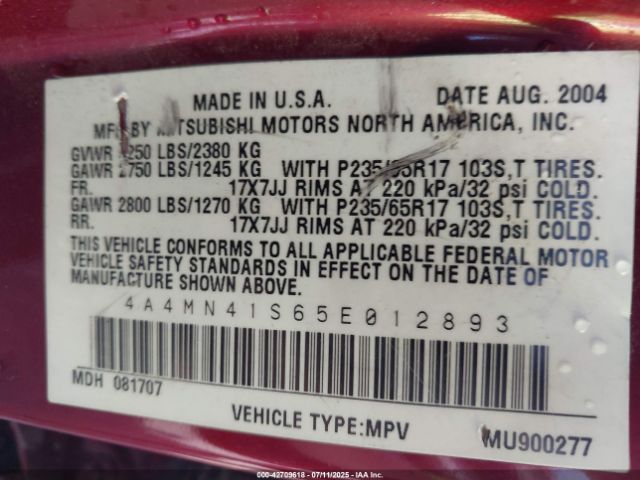 MADE IN U.S.A. DATE AUG. 2004
BY MOTORS NORTH AMERICA, INC.
GVWR LBS/2380 KG
GAWR 2750 LBS/1245 KG WITH P235/65R17 103S,T TIRES.
FR. 17X7JJ RIMS AT 220 kPa/32 psi COLD.
GAWR 2800 LBS/1270 KG WITH P235/65R17 103S,T TIRES.
RR. 17X7JJ RIMS AT 220 kPa/32 psi COLD.
THIS VEHICLE CONFORMS TO ALL APPLICABLE FEDERAL MOTOR
VEHICLE SAFETY STANDARDS IN EFFECT ON THE DATE OF
MANUFACTURE SHOWN ABOVE.
4A4MN41S65E012893
MDH 081707
VEHICLE TYPE:MPV MU900277
000-42709618 - 07/11/2025 - IAAI.COM